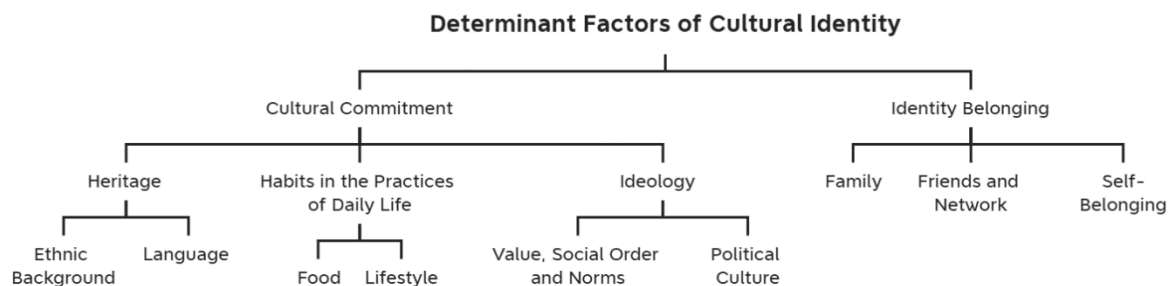 Determinant Factors of Cultural Identity
Cultural Commitment
Identity Belonging
Heritage
Habits in the Practices
of Daily Life
Ideology
Family
Friends and
Network
Self-
Belonging
Ethnic
Background
Language
Food
Lifestyle
Value, Social Order
and Norms
Political
Culture